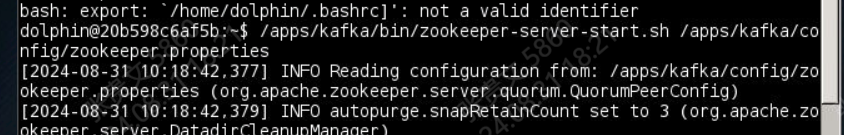 bash: export: `/home/dolphin/.bashrc]': not a valid identifier
dolphin@20b598c6af5b:~$ /apps/kafka/bin/zookeeper-server-start.sh /apps/kafka/co
nfig/zookeeper.properties
[2024-08-31 10:18:42,377] INFO Reading configuration from: /apps/kafka/config/zo
okeeper.properties (org.apache.zookeeper.server.quorum.QuorumPeerConfig)
[2024-08-31 10:18:42,379] INFO autopurge.snapRetainCount set to 3 (org.apache.zo
okeeper.server.DatadirCleanupManager)